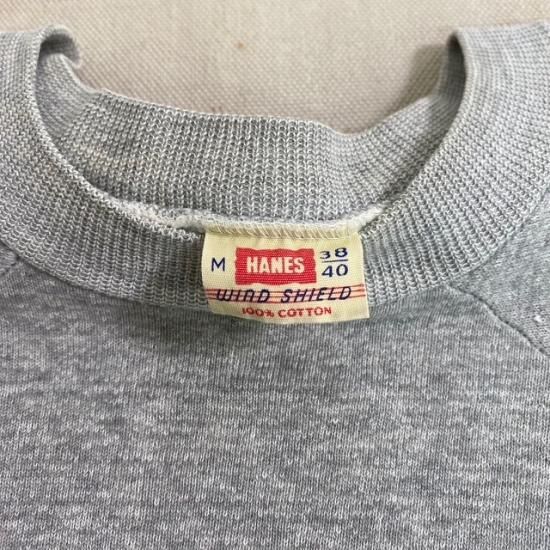 M HANES 38/40
WIND SHIELD
100% COTTON